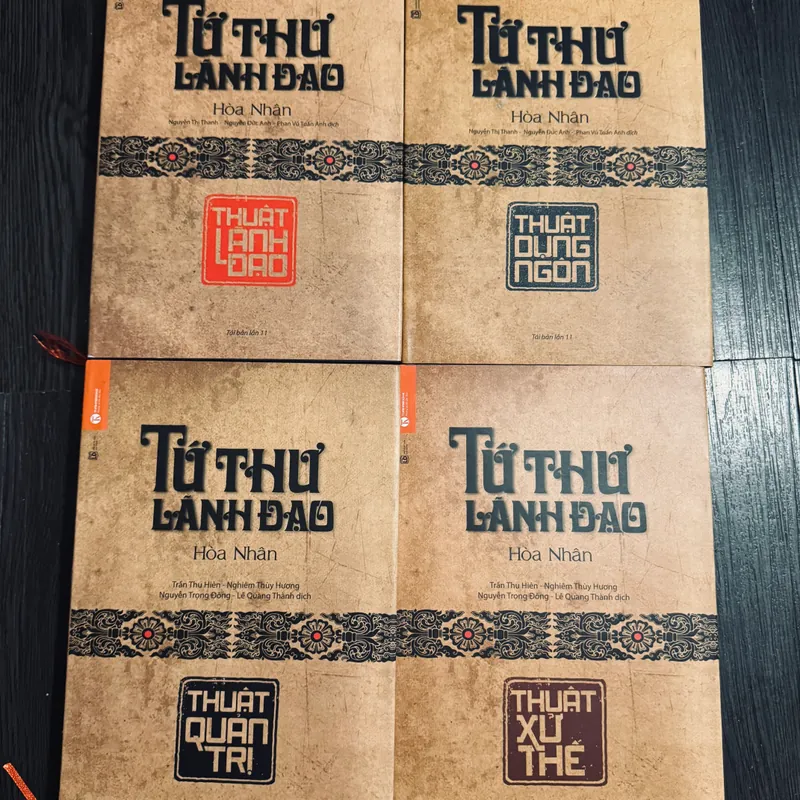 TỨ THƯ
LÃNH ĐẠO
Hòa Nhân
Nguyễn Thị Thanh - Nguyễn Đức Anh - Phan Vũ Tuấn Anh dịch
THUẬT
LÃNH
ĐẠO
Tái bản lần 11
TỨ THƯ
LÃNH ĐẠO
Hòa Nhân
Nguyễn Thị Thanh - Nguyễn Đức Anh - Phan Vũ Tuấn Anh dịch
THUẬT
DỤNG
NGÔN
Tái bản lần 11
TỨ THƯ
LÃNH ĐẠO
Hòa Nhân
Trần Thu Hiên - Nghiêm Thùy Hương
Nguyễn Trọng Đồng - Lê Quang Thành dịch
THUẬT
QUẢN
TRỊ
TỨ THƯ
LÃNH ĐẠO
Hòa Nhân
Trần Thu Hiên - Nghiêm Thùy Hương
Nguyễn Trọng Đồng - Lê Quang Thành dịch
THUẬT
XỬ
THẾ